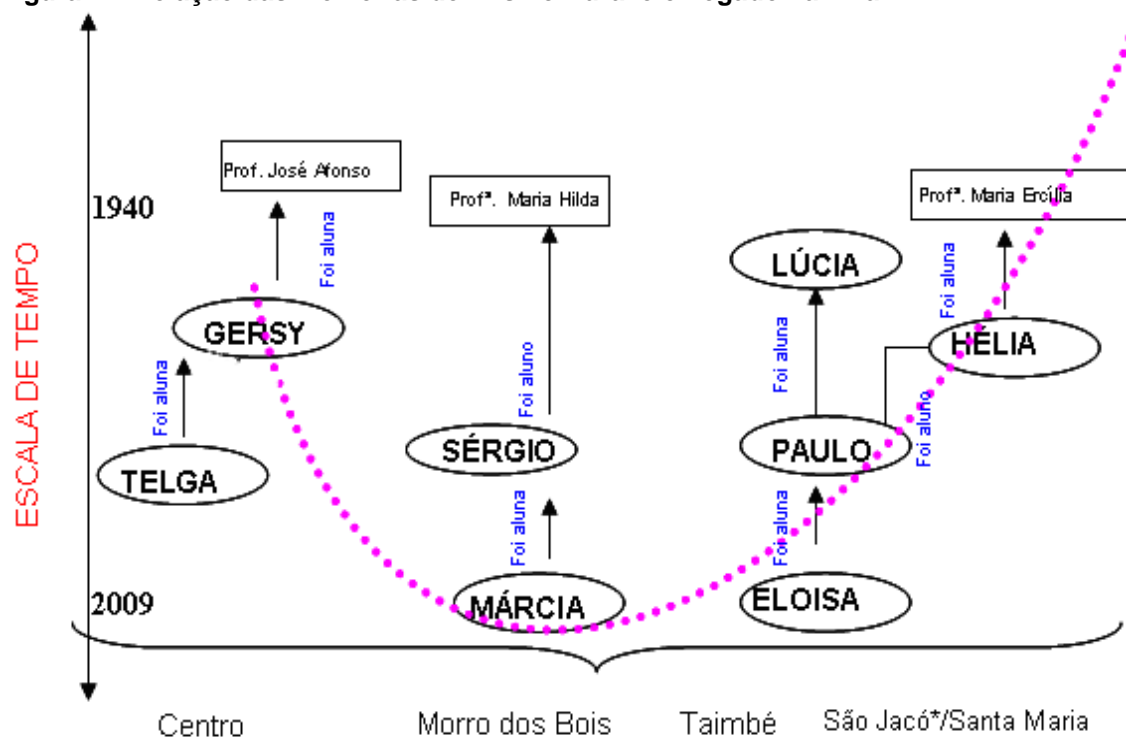 Prof. José Afonso
Profª. Maria Hilda
Profª. Maria Ercília
1940
Foi aluna
Foi aluna
LÚCIA
ESCALA DE TEMPO
GERSY
HÉLIA
Foi aluna
Foi aluno
Foi aluna
Foi aluno
SÉRGIO
PAULO
TELGA
Foi aluna
Foi aluna
2009
MÁRCIA
ELOISA
Centro
Morro dos Bois
Taimbé
São Jacó*/Santa Maria